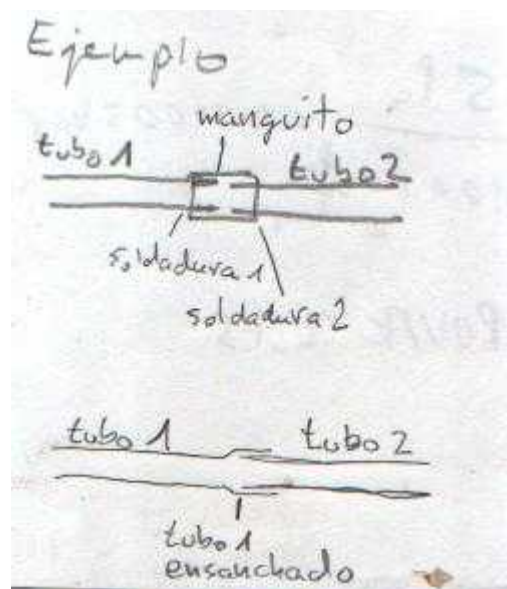 Ejemplo
manguito
tubo 1
tubo 2
soldadura 1
soldadura 2
tubo 1
tubo 2
tubo 1
ensanchado